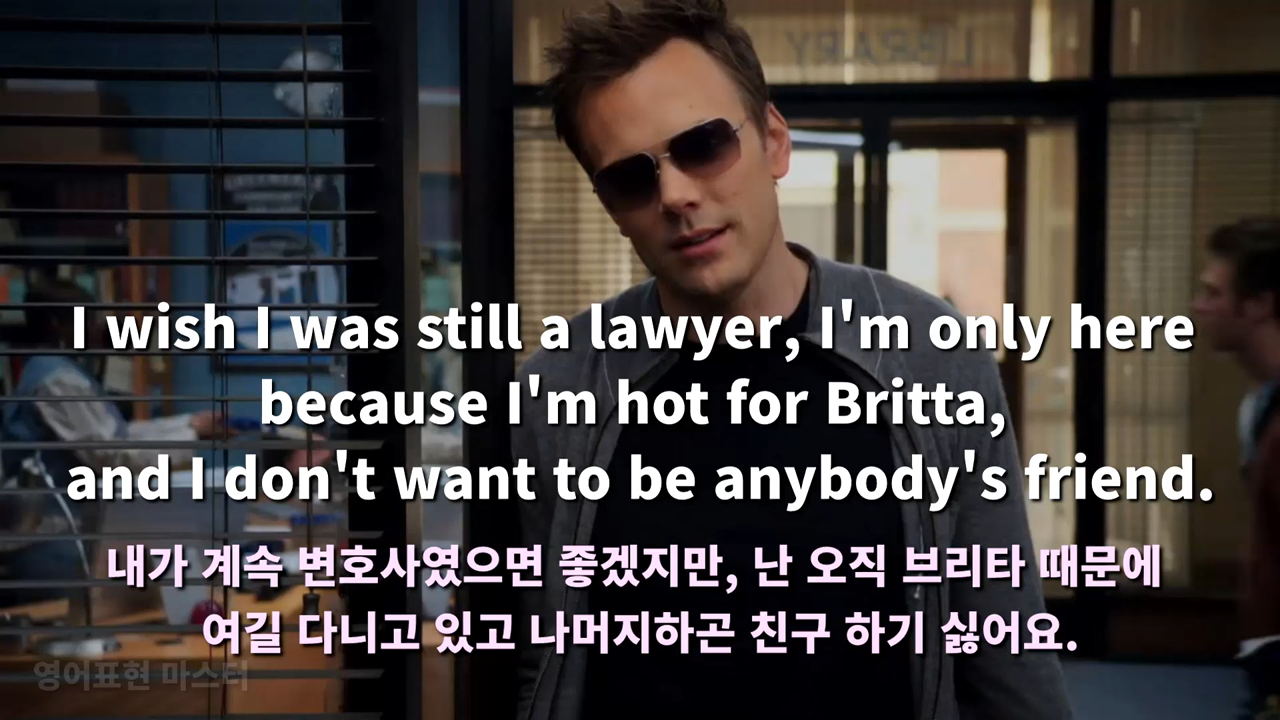 LIBRARY
I wish I was still a lawyer, I'm only here
because I'm hot for Britta,
and I don't want to be anybody's friend.
내가 계속 변호사였으면 좋겠지만, 난 오직 브리타 때문에
여길 다니고 있고 나머지하곤 친구 하기 싫어요.
영어표현 마스터